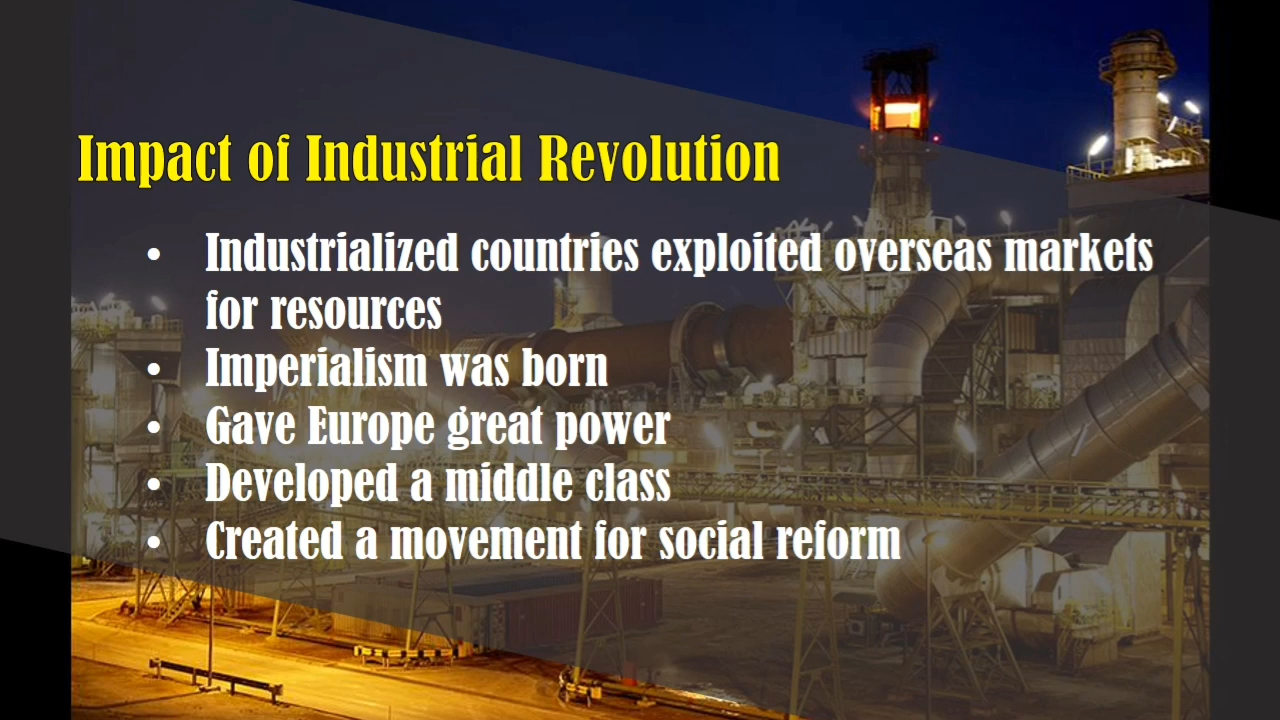 Impact of Industrial Revolution
• Industrialized countries exploited overseas markets
for resources
• Imperialism was born
• Gave Europe great power
• Developed a middle class
• Created a movement for social reform